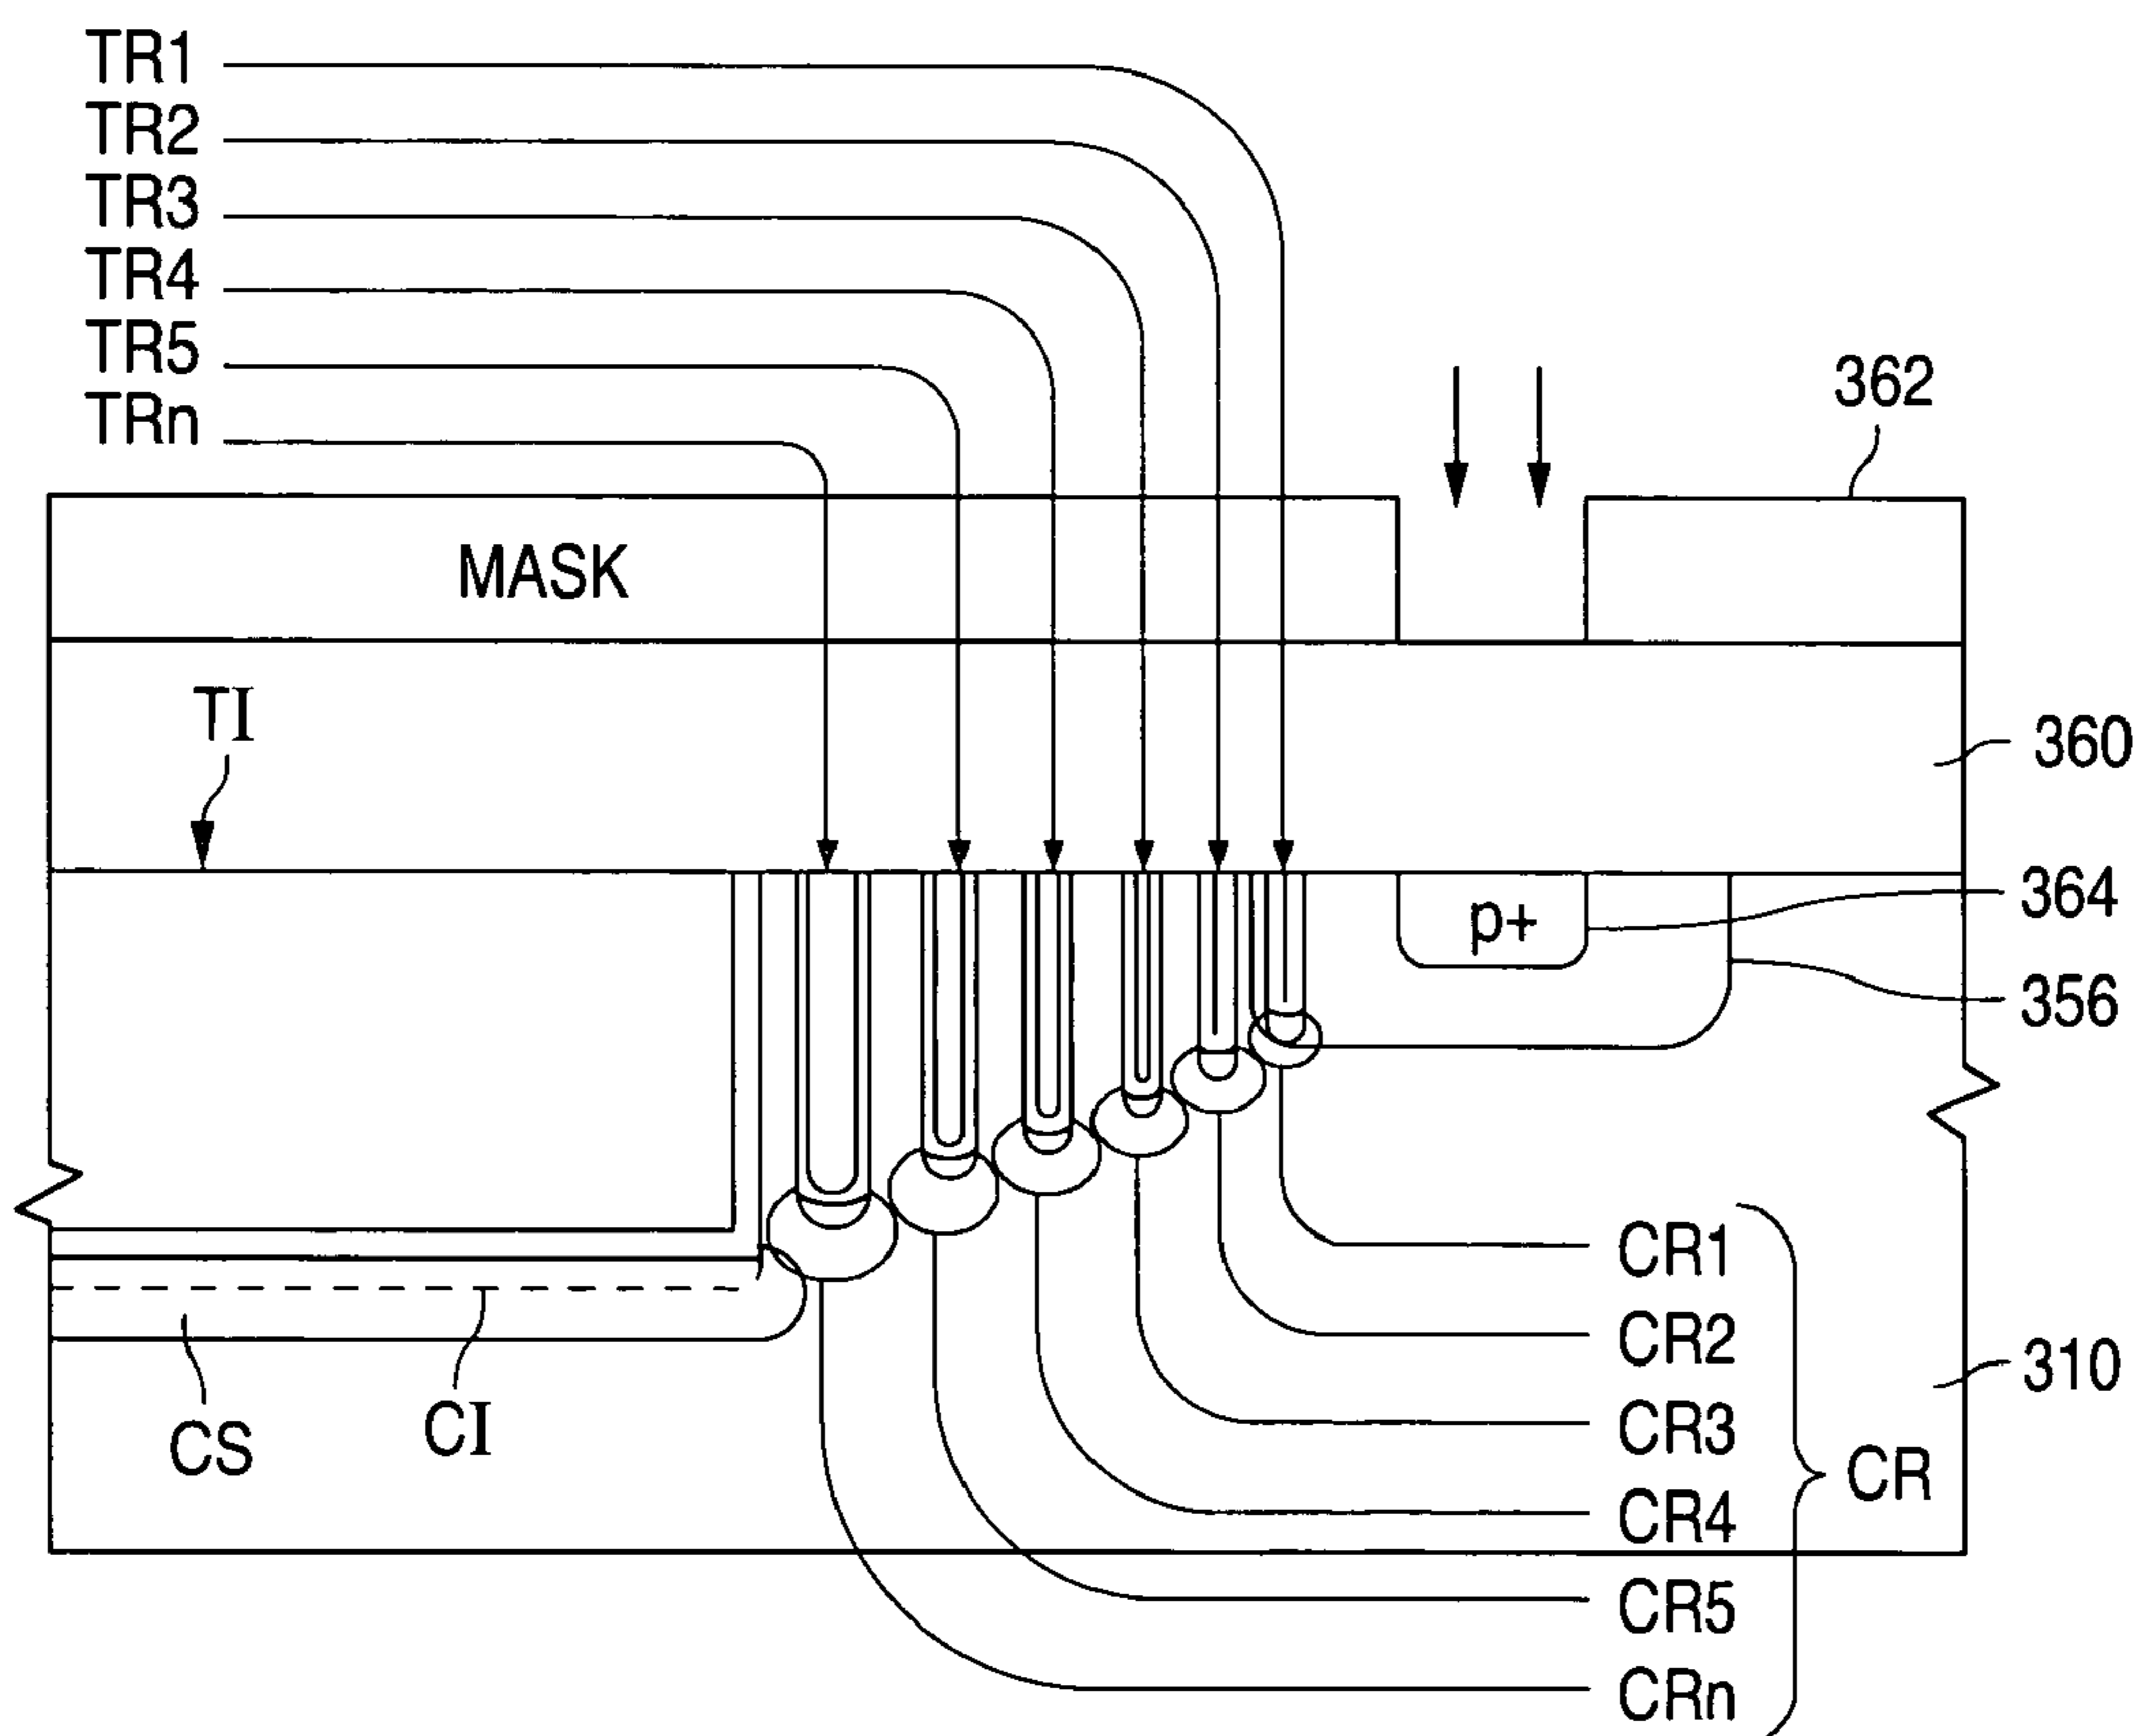 TR1
TR2
TR3
TR4
TR5
TRn
362
MASK
TI
360
364
p+
356
CR1
CR2
CR3
CR4
CR5
CRn
CR
310
CS
CI